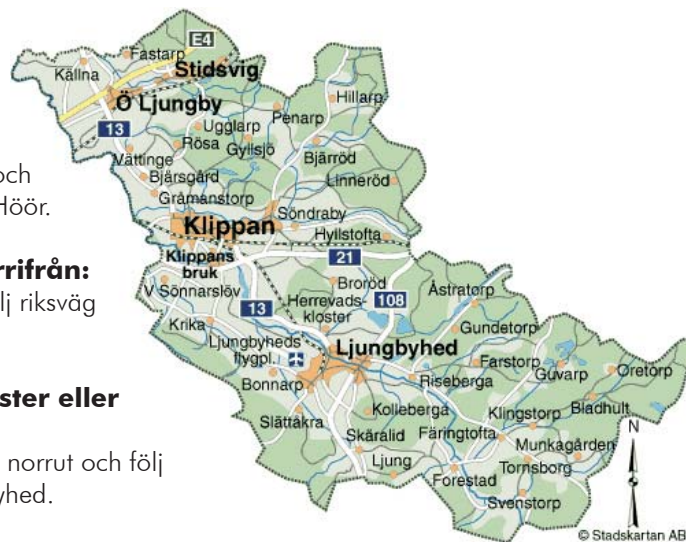 och
Höör.
rrifrån:
lj riksväg
ster eller
norrut och följ
yhed.
E4
Fastarp
Källna
Stidsvig
Ö Ljungby
Hillarp
Penarp
13
Ugglarp
Rösa
Gyllsjö
Vättinge
Bjärröd
Bjärsgård
Linneröd
Gråmanstorp
Söndraby
Klippan
Hyllstofta
Klippans
bruk
21
V Sönnarslöv
Broröd
13
Herrevads-
kloster
108
Åstratorp
Krika
Gundetorp
Ljungbyheds
flygpl.
Ljungbyhed
Farstorp
Guvarp
Oretorp
Bonnarp
Riseberga
Bladhult
Kolleberga
Klingstorp
Slättåkra
N
Skäralid
Färingtofta
Munkagården
Ljung
Tornsborg
Forestad
Svenstorp
© Stadskartan AB